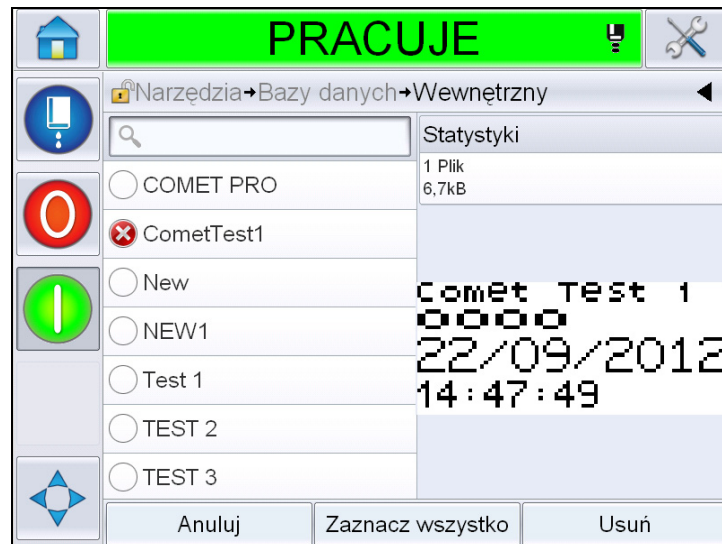 PRACUJE
Narzędzia→Bazy danych→Wewnętrzny
Statystyki
1 Plik
6,7kB
COMET PRO
CometTest1
New
NEW1
Test 1
TEST 2
TEST 3
Comet Test 1
0000
22/09/2012
14:47:49
Anuluj
Zaznacz wszystko
Usuń